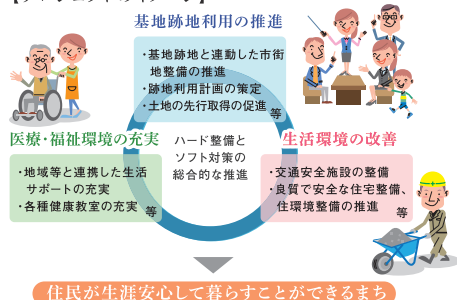 基地跡地利用の推進
・基地跡地と連動した市街
地整備の推進
・跡地利用計画の策定
・土地の先行取得の促進
等
医療・福祉環境の充実
・地域等と連携した生活
サポートの充実
・各種健康教室の充実
等
ハード整備と
ソフト対策の
総合的な推進
生活環境の改善
・交通安全施設の整備
・良質で安全な住宅整備、
住環境整備の推進
等
住民が生涯安心して暮らすことができるまち